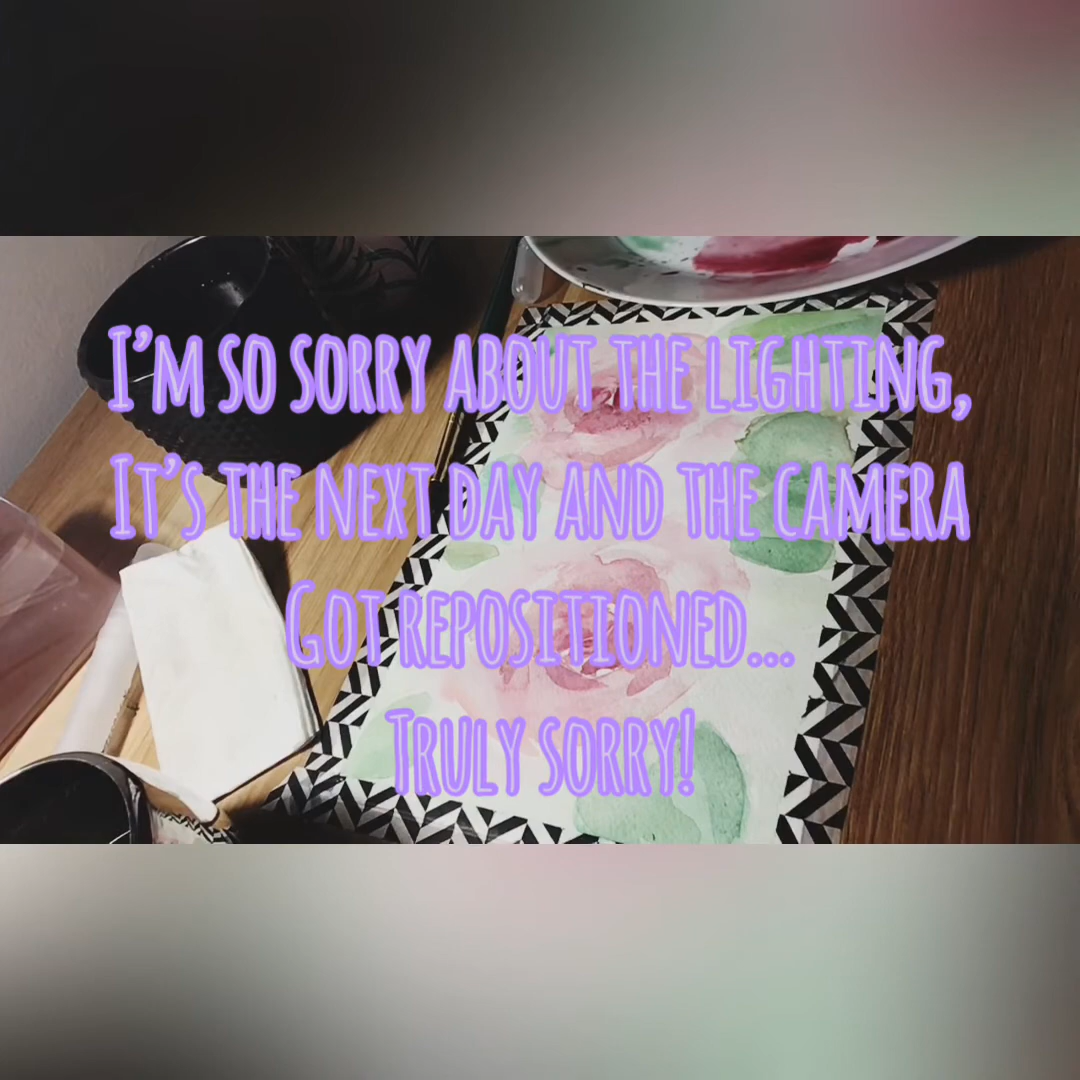 I'm so sorry about the lighting,
It's the next day and the camera
Got repositioned...
Truly sorry!